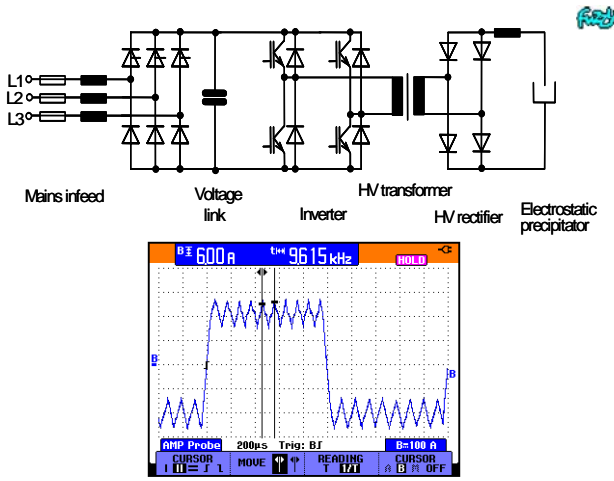 Fuzzy
L1
L2
L3
Mains infeed
Voltage link
Inverter
HV transformer
HV rectifier
Electrostatic precipitator
B 6.00 A
t 9.615 kHz
HOLD
B
B
AMP Probe 200µs Trig: B B=100 A
CURSOR MOVE READING T 1/T CURSOR A B M OFF